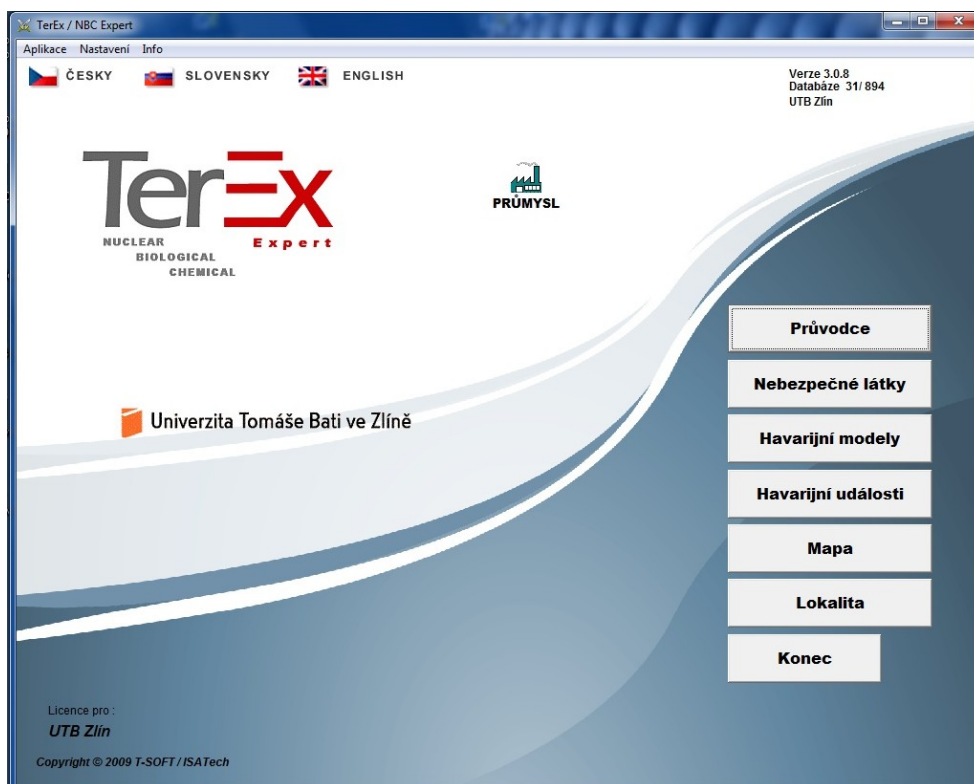 TerEx / NBC Expert
Aplikace Nastavení Info
ČESKY SLOVENSKY ENGLISH
Verze 3.0.8
Databáze 31/ 894
UTB Zlín
TerEx
Expert
NUCLEAR
BIOLOGICAL
CHEMICAL
PRŮMYSL
Průvodce
Nebezpečné látky
Univerzita Tomáše Bati ve Zlíně
Havarijní modely
Havarijní události
Mapa
Lokalita
Konec
Licence pro :
UTB Zlín
Copyright © 2009 T-SOFT / ISATech